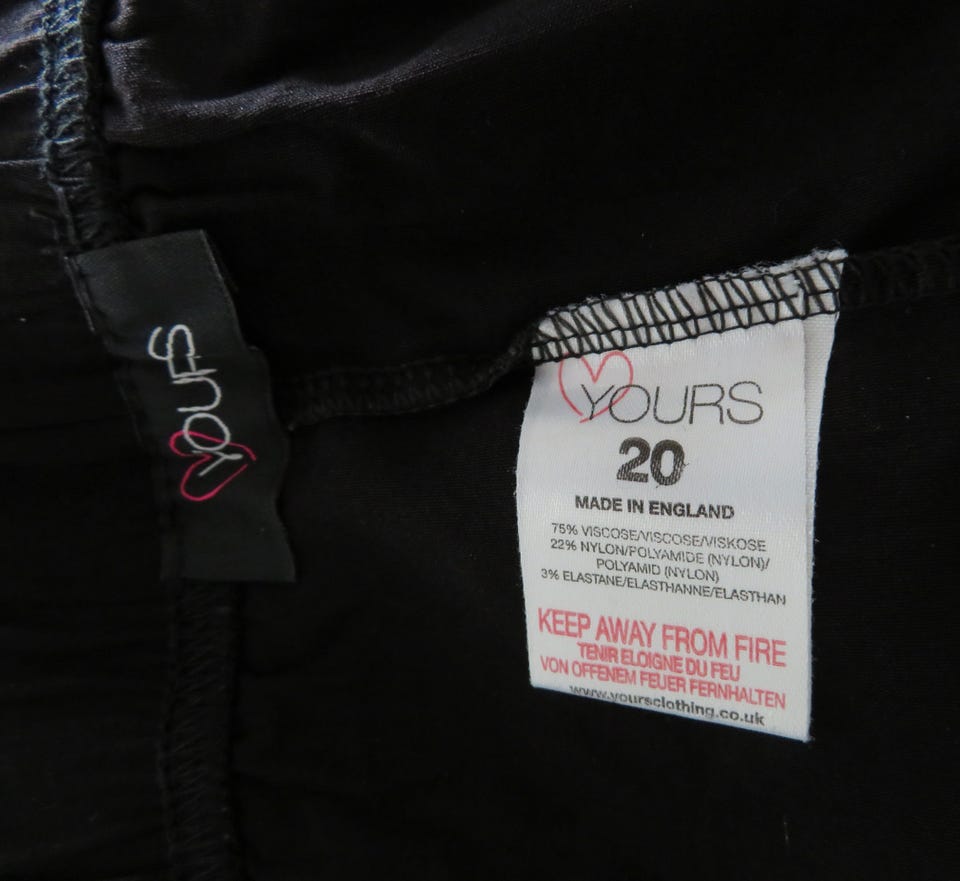 YOURS
YOURS
20
MADE IN ENGLAND
75% VISCOSE/VISCOSE/VISKOSE
22% NYLON/POLYAMIDE (NYLON)/
POLYAMID (NYLON)
3% ELASTANE/ELASTHANNE/ELASTHAN
KEEP AWAY FROM FIRE
TENIR ELOIGNE DU FEU
VON OFFENEM FEUER FERNHALTEN
www.yoursclothing.co.uk